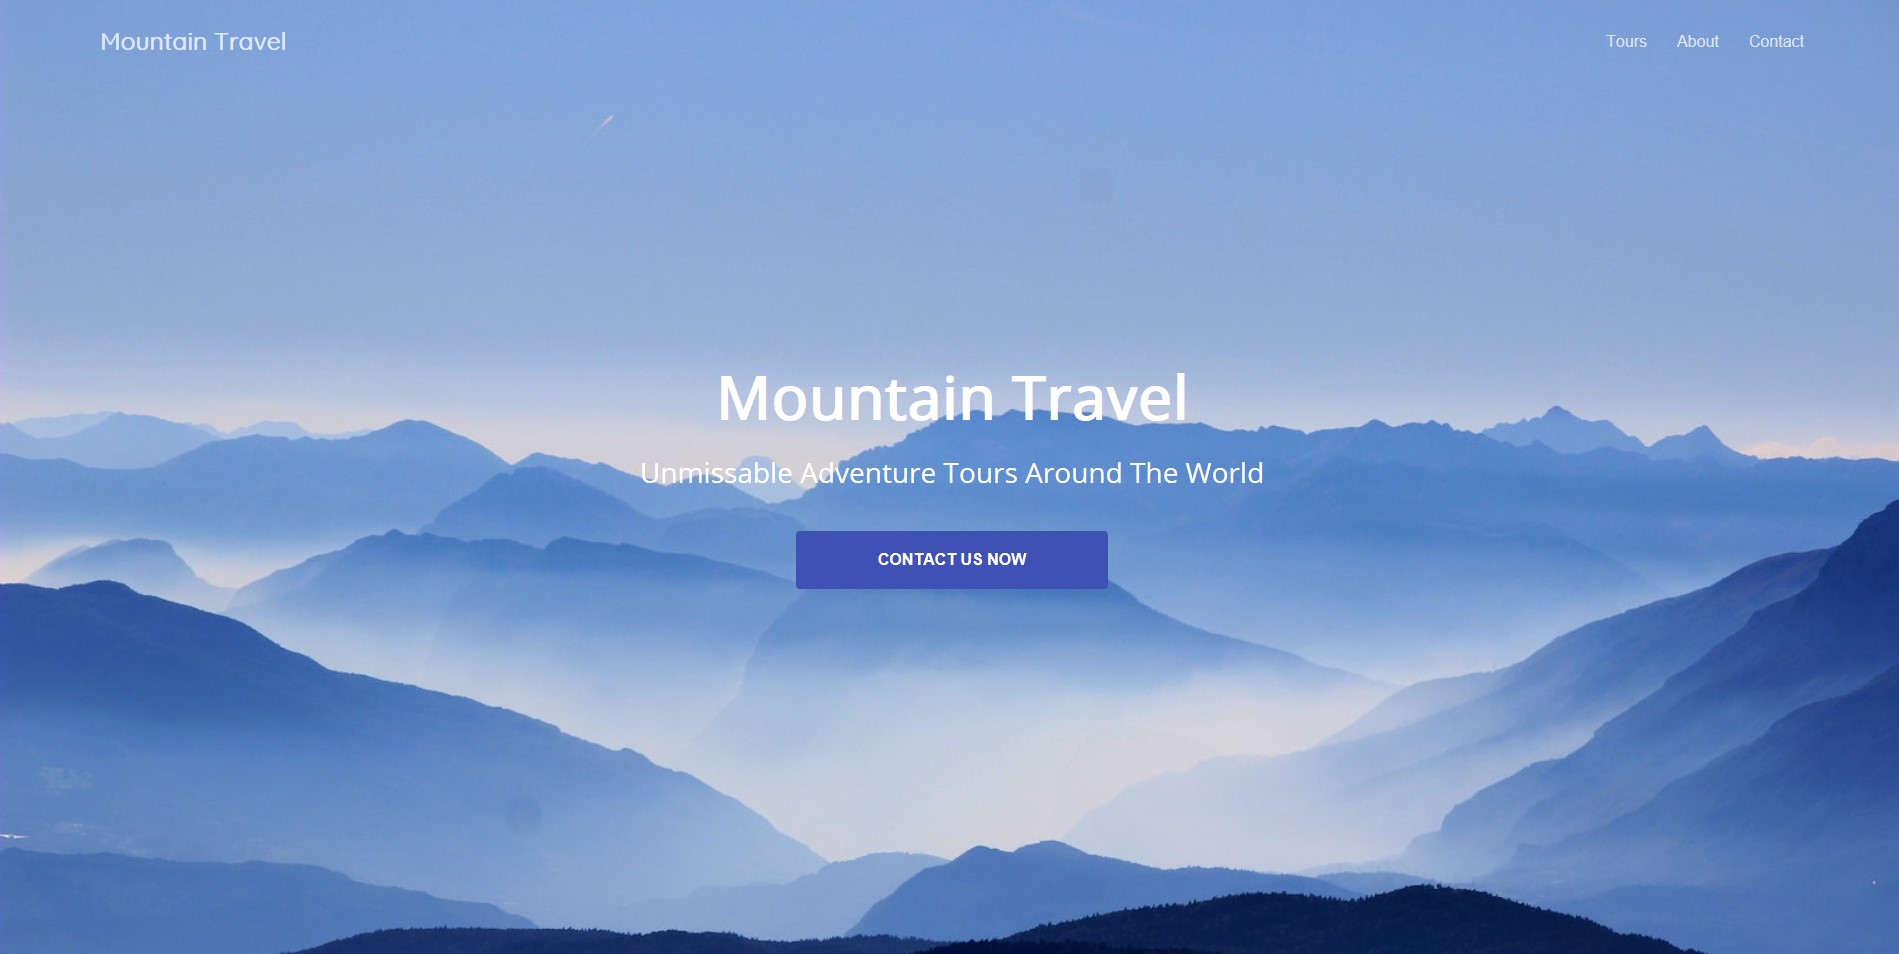 Mountain Travel
Tours About Contact
Mountain Travel
Unmissable Adventure Tours Around The World
CONTACT US NOW